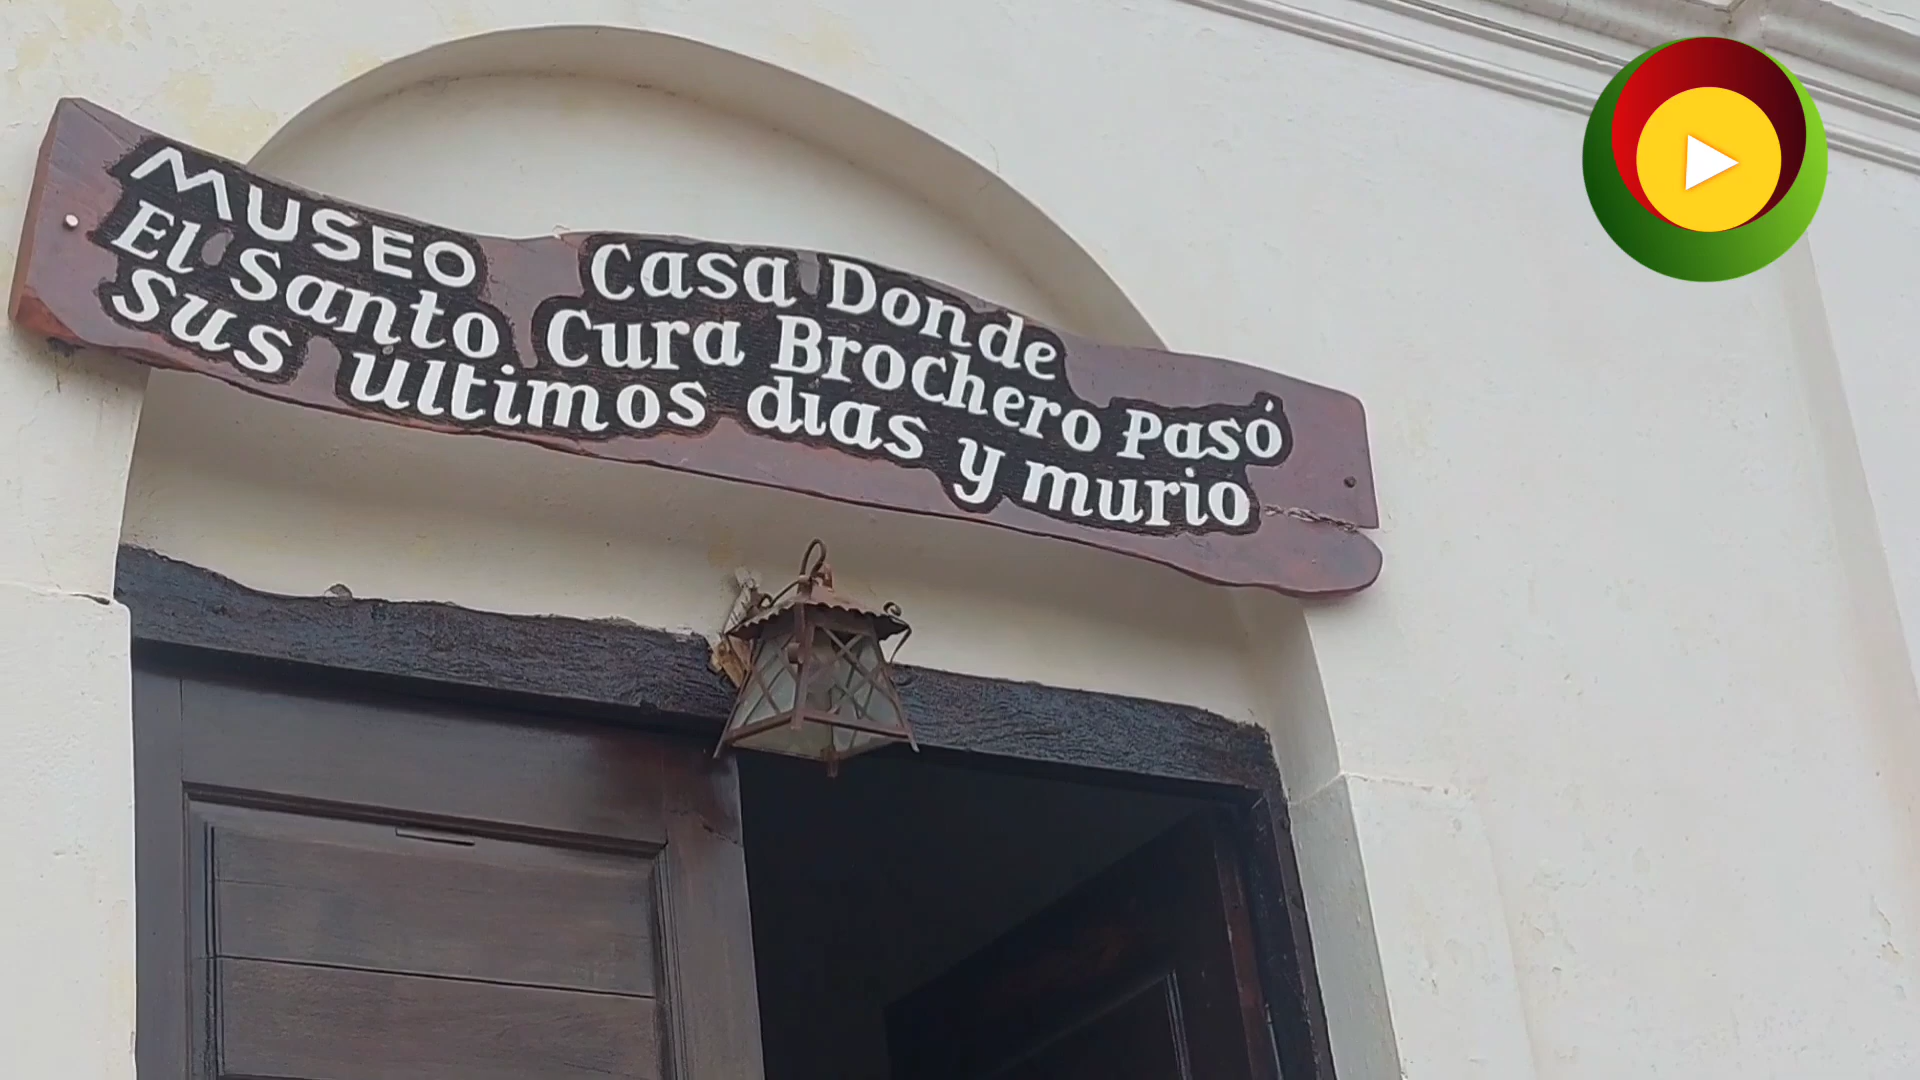 MUSEO Casa Donde
El Santo Cura Brochero Pasó
Sus ultimos dias y murio